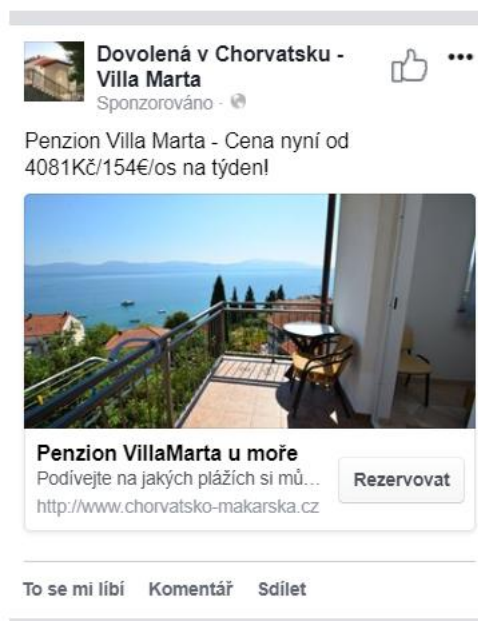 Dovolená v Chorvatsku -
Villa Marta
Sponzorováno ·
Penzion Villa Marta - Cena nyní od
4081Kč/154€/os na týden!
Penzion VillaMarta u moře
Podívejte na jakých plážích si mů...
Rezervovat
http://www.chorvatsko-makarska.cz
To se mi líbí Komentář Sdílet